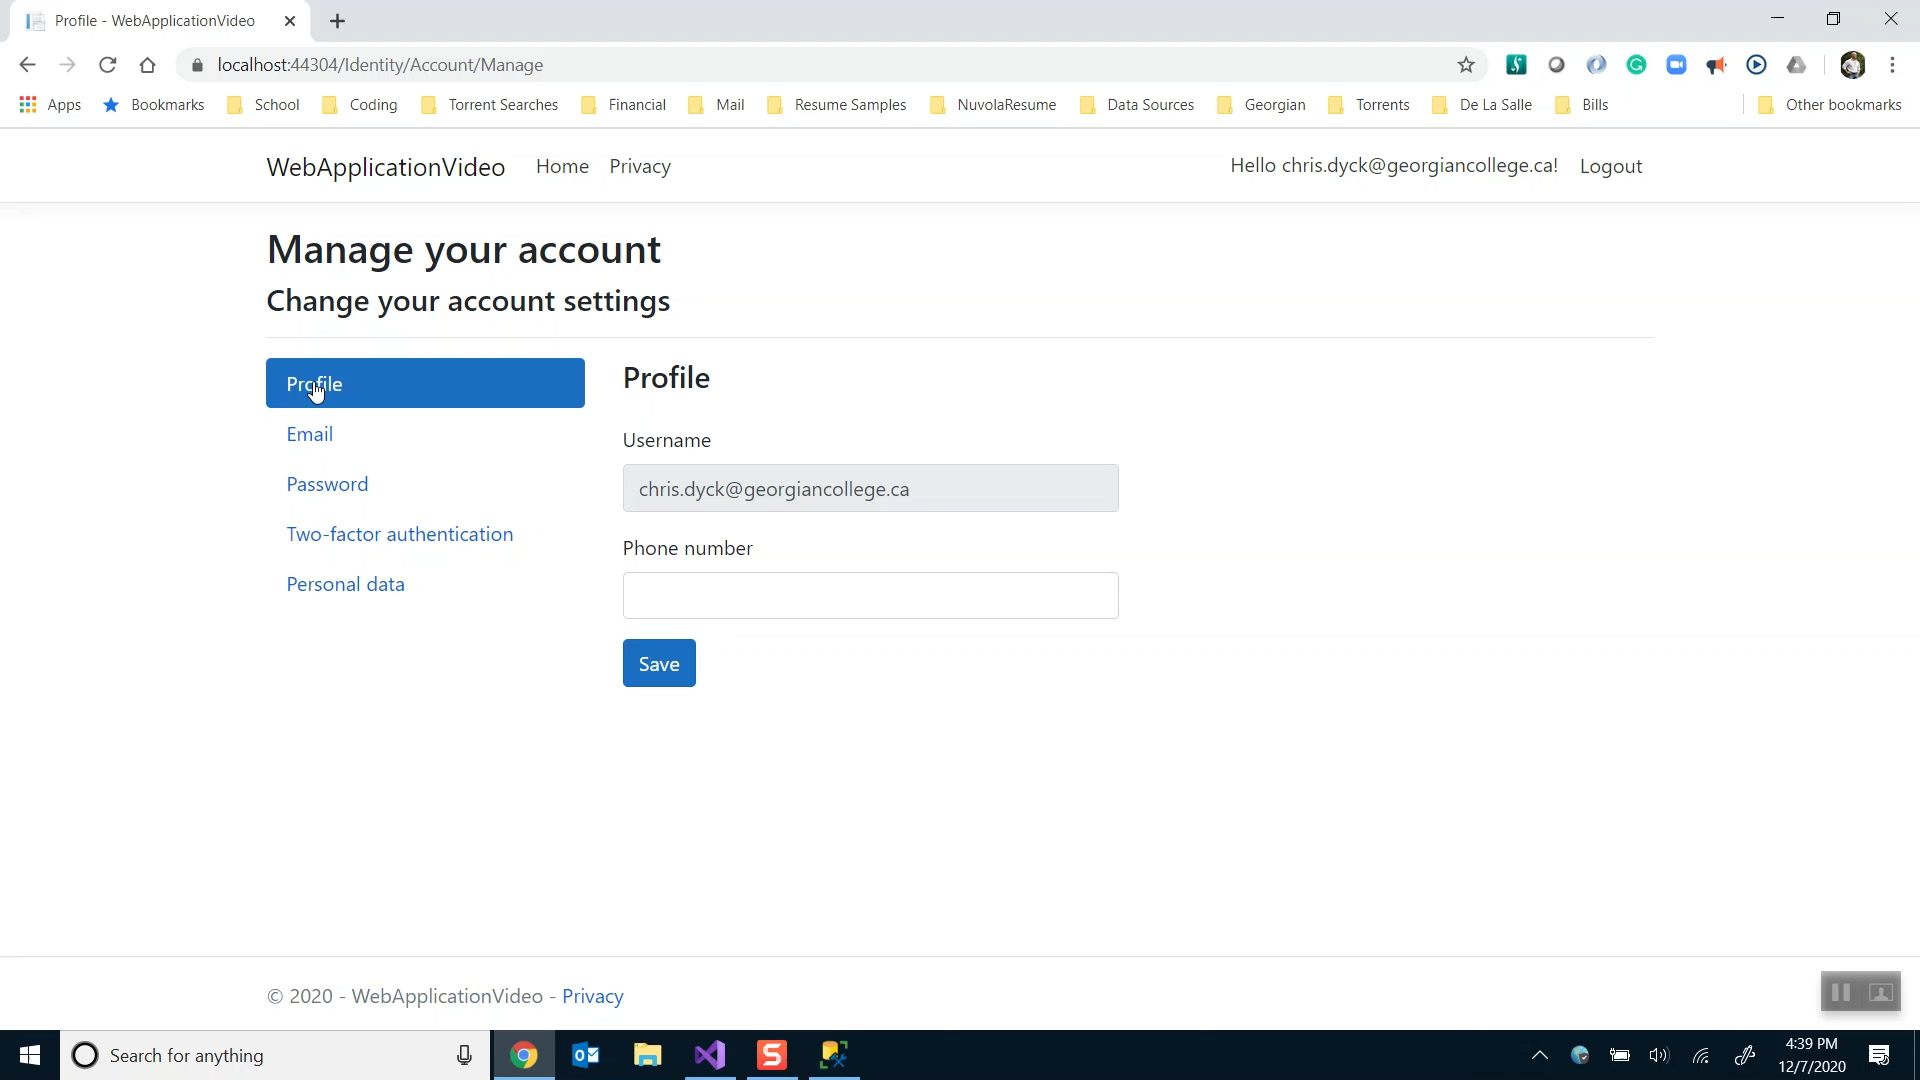 Profile - WebApplicationVideo
localhost:44304/Identity/Account/Manage
Apps Bookmarks School Coding Torrent Searches Financial Mail Resume Samples NuvolaResume Data Sources Georgian Torrents De La Salle Bills Other bookmarks
WebApplicationVideo Home Privacy Hello chris.dyck@georgiancollege.ca! Logout
Manage your account
Change your account settings
Profile
Email
Password
Two-factor authentication
Personal data
Profile
Username
chris.dyck@georgiancollege.ca
Phone number
Save
© 2020 - WebApplicationVideo - Privacy
Search for anything
4:39 PM
12/7/2020